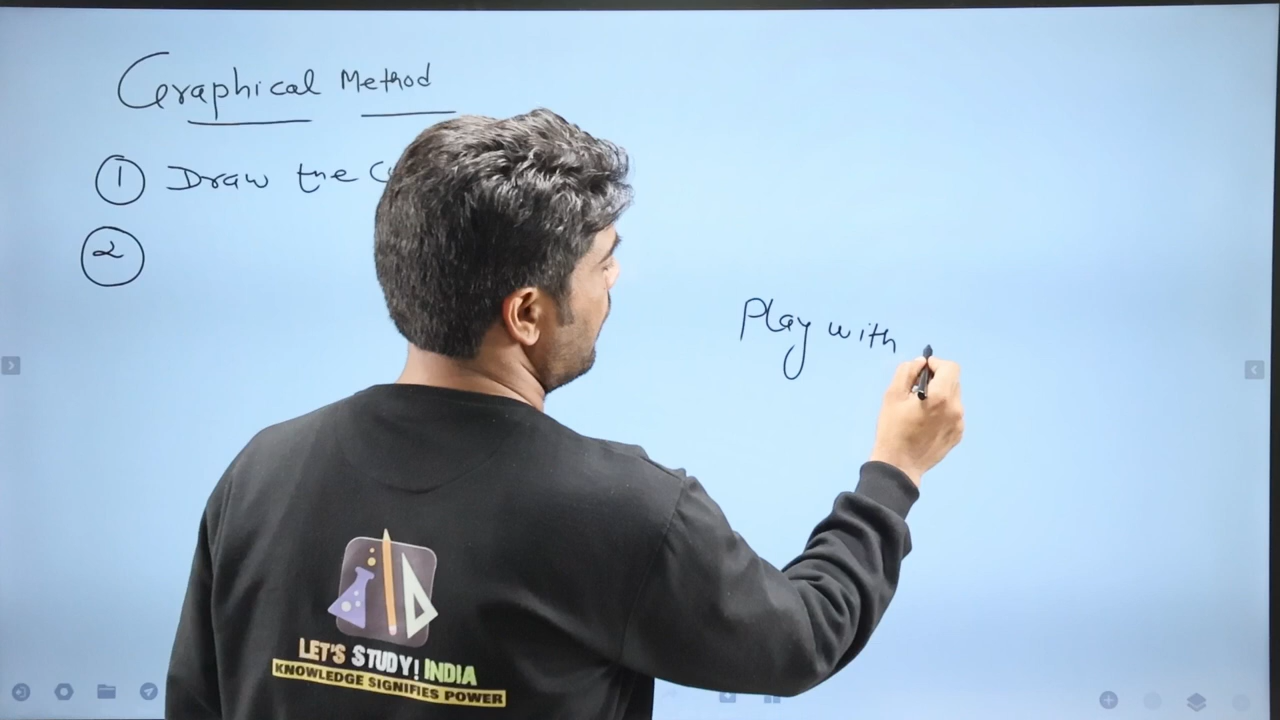 Graphical Method
① Draw the
②
Play with
LET'S STUDY! INDIA
KNOWLEDGE SIGNIFIES POWER